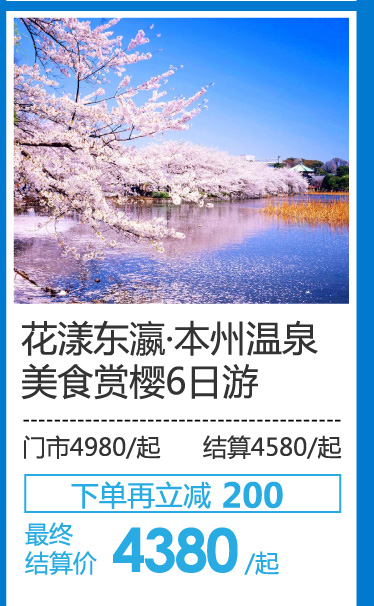 花漾东瀛·本州温泉
美食赏樱6日游
门市4980/起 结算4580/起
下单再立减 200
最终
结算价 4380 /起